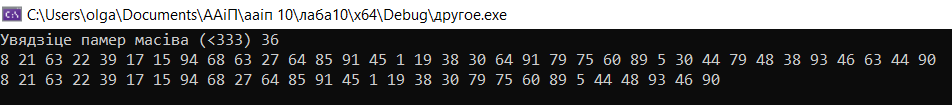 C:\Users\olga\Documents\ААіП\ааіп 10\лаба10\x64\Debug\другое.exe
Увядзіце памер масіва (<333) 36
8 21 63 22 39 17 15 94 68 63 27 64 85 91 45 1 19 38 30 64 91 79 75 60 89 5 30 44 79 48 38 93 46 63 44 90
8 21 63 22 39 17 15 94 68 27 64 85 91 45 1 19 38 30 79 75 60 89 5 44 48 93 46 90